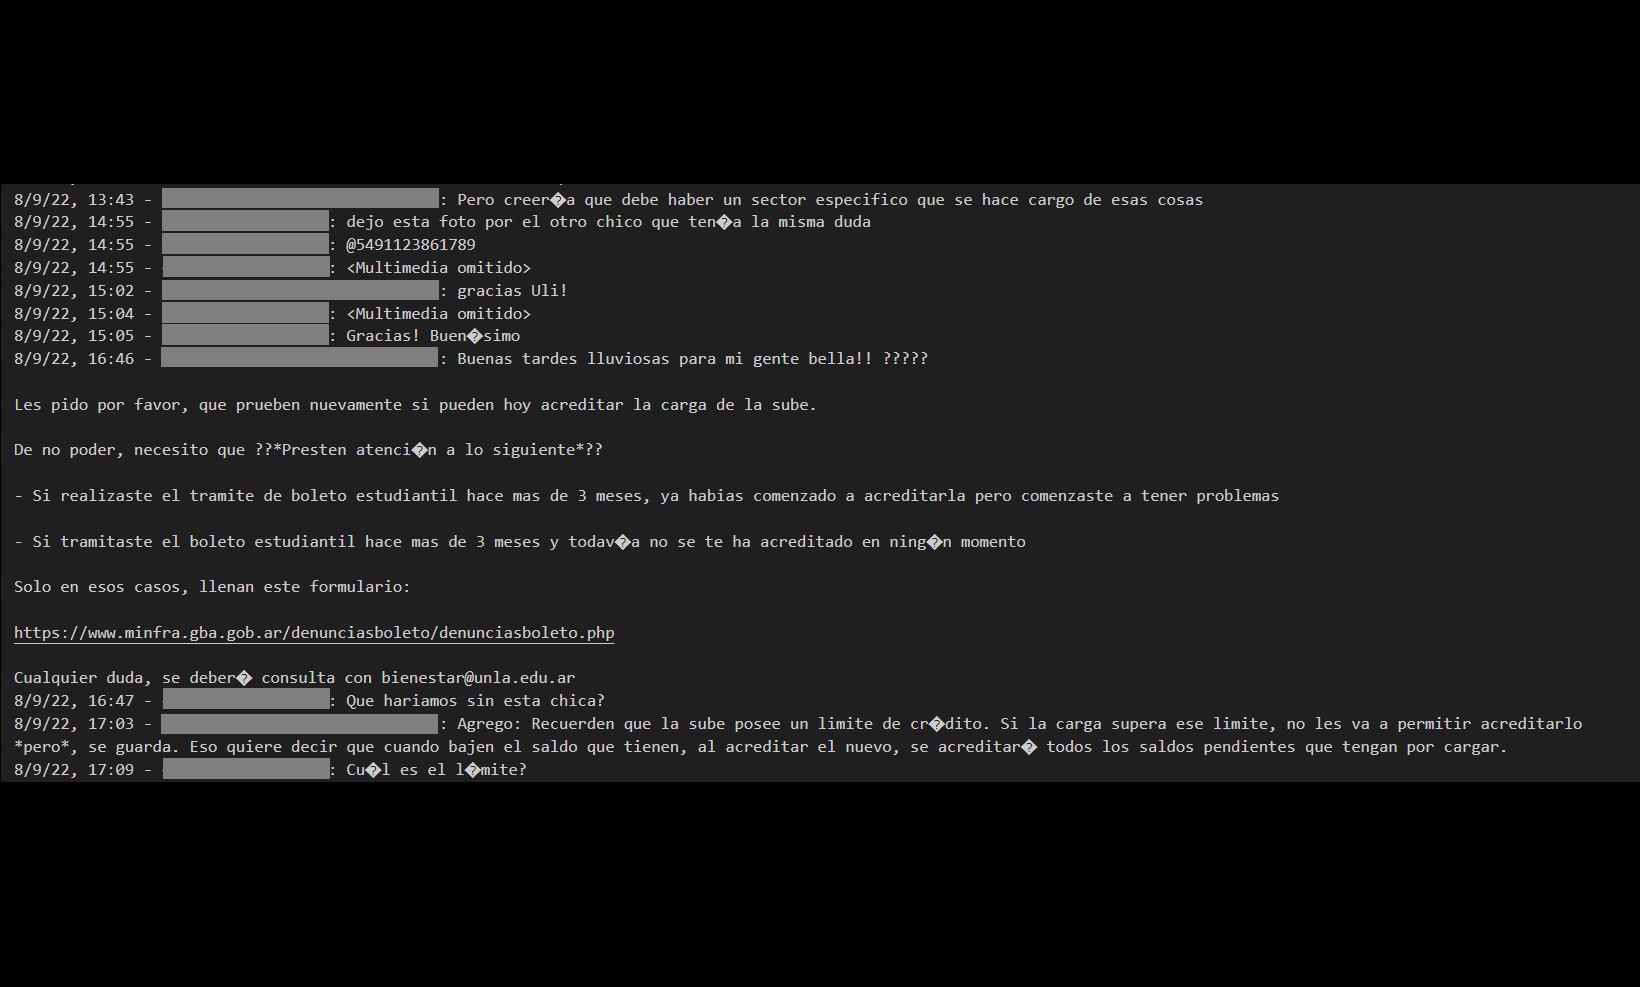 8/9/22, 13:43 - : Pero creer�a que debe haber un sector especifico que se hace cargo de esas cosas
8/9/22, 14:55 - : dejo esta foto por el otro chico que ten�a la misma duda
8/9/22, 14:55 - : @5491123861789
8/9/22, 14:55 - : <Multimedia omitido>
8/9/22, 15:02 - : gracias Uli!
8/9/22, 15:04 - : <Multimedia omitido>
8/9/22, 15:05 - : Gracias! Buen�simo
8/9/22, 16:46 - : Buenas tardes lluviosas para mi gente bella!! ?????
Les pido por favor, que prueben nuevamente si pueden hoy acreditar la carga de la sube.
De no poder, necesito que ??*Presten atenci�n a lo siguiente*??
- Si realizaste el tramite de boleto estudiantil hace mas de 3 meses, ya habias comenzado a acreditarla pero comenzaste a tener problemas
- Si tramitaste el boleto estudiantil hace mas de 3 meses y todav�a no se te ha acreditado en ning�n momento
Solo en esos casos, llenan este formulario:
https://www.minfra.gba.gob.ar/denunciasboleto/denunciasboleto.php
Cualquier duda, se deber� consulta con bienestar@unla.edu.ar
8/9/22, 16:47 - : Que hariamos sin esta chica?
8/9/22, 17:03 - : Agrego: Recuerden que la sube posee un limite de cr�dito. Si la carga supera ese limite, no les va a permitir acreditarlo
*pero*, se guarda. Eso quiere decir que cuando bajen el saldo que tienen, al acreditar el nuevo, se acreditar� todos los saldos pendientes que tengan por cargar.
8/9/22, 17:09 - : Cu�l es el l�mite?